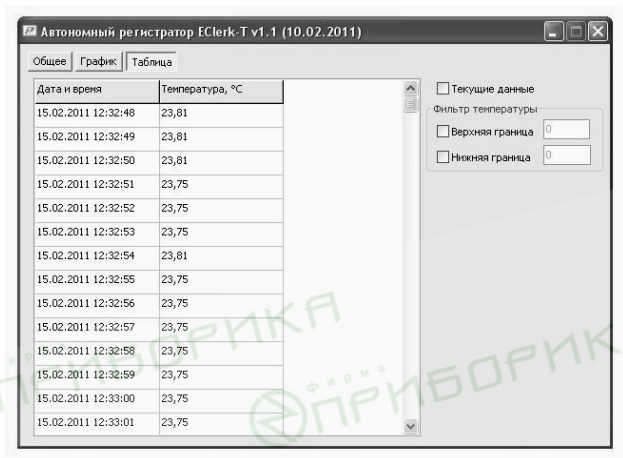 Автономный регистратор EClerk-T v1.1 (10.02.2011)
Общее График Таблица
Дата и время Температура, °C
15.02.2011 12:32:48 23,81
15.02.2011 12:32:49 23,81
15.02.2011 12:32:50 23,81
15.02.2011 12:32:51 23,75
15.02.2011 12:32:52 23,75
15.02.2011 12:32:53 23,75
15.02.2011 12:32:54 23,81
15.02.2011 12:32:55 23,75
15.02.2011 12:32:56 23,75
15.02.2011 12:32:57 23,75
15.02.2011 12:32:58 23,75
15.02.2011 12:32:59 23,75
15.02.2011 12:33:00 23,75
15.02.2011 12:33:01 23,75
Текущие данные
Фильтр температуры
Верхняя граница 0
Нижняя граница 0
фирма
ПРИБОРИКА
фирма
ПРИБОРИК